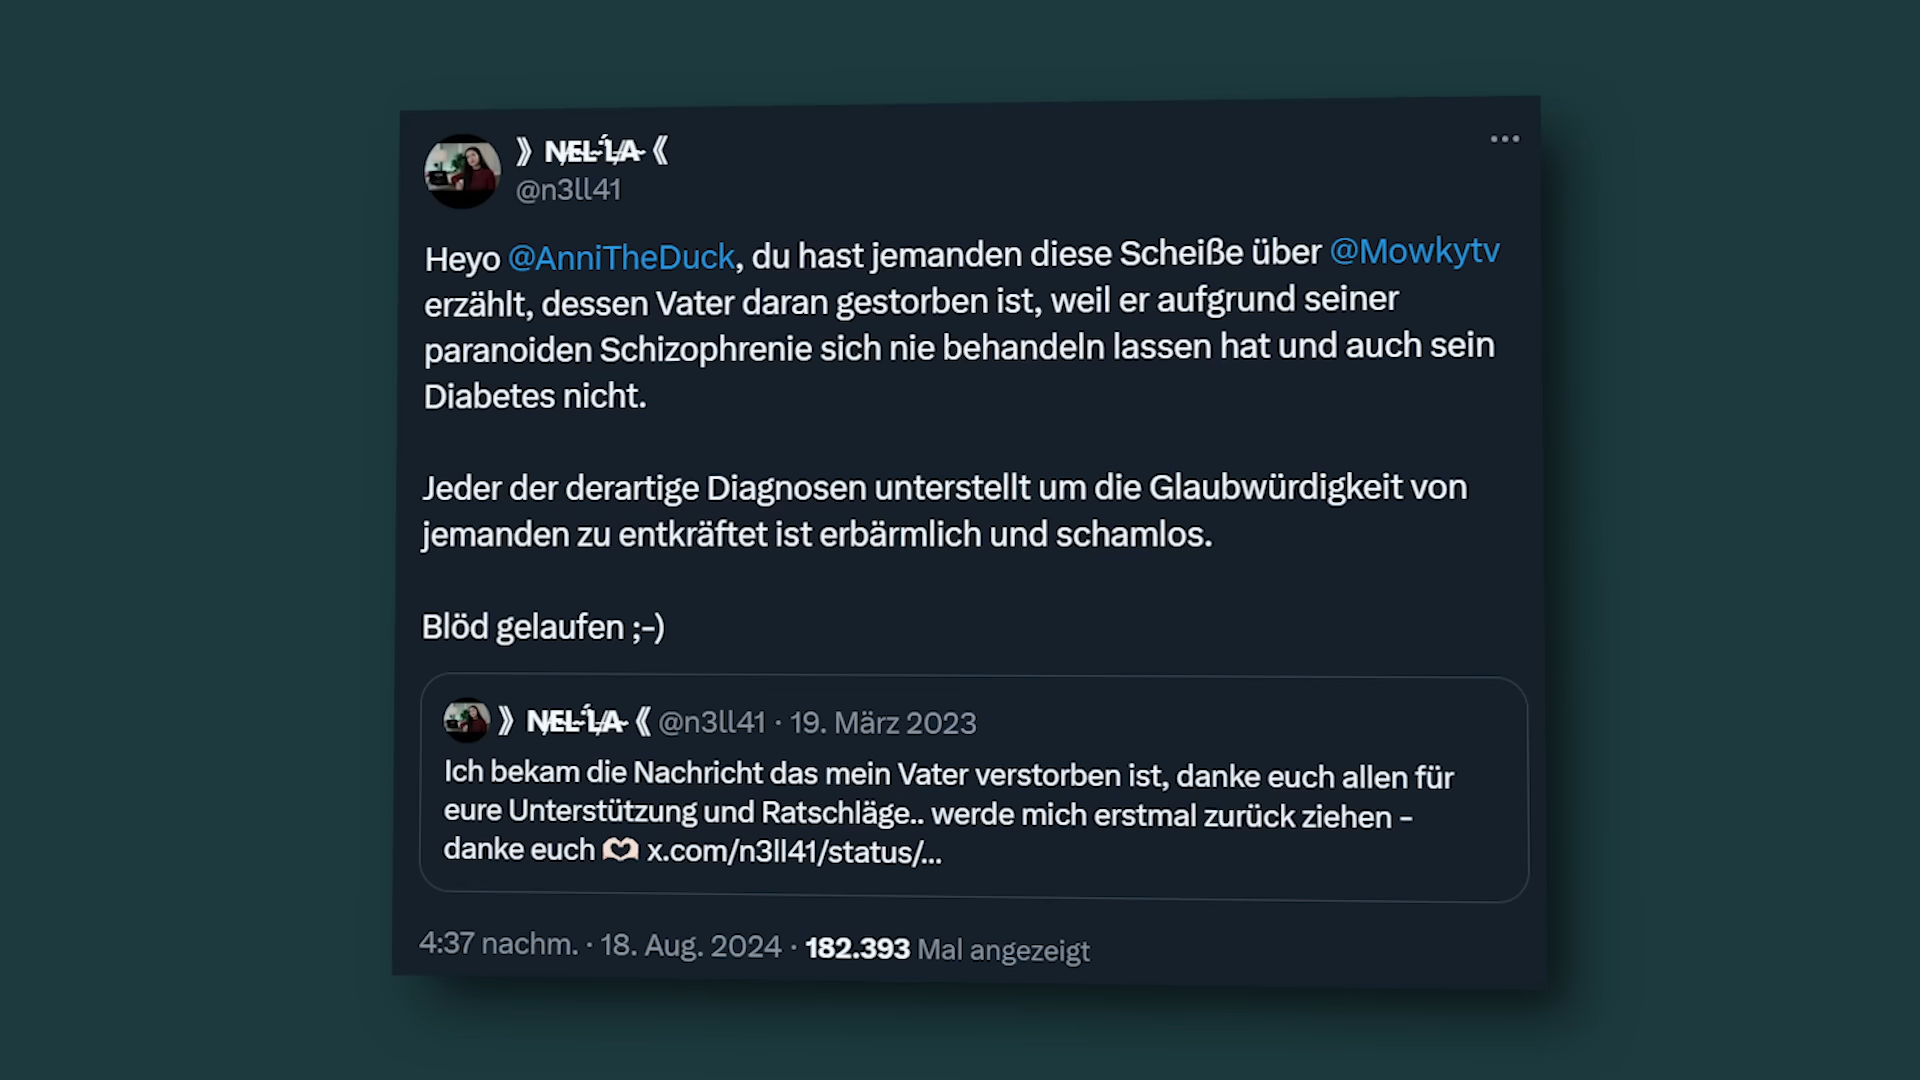 》 NEL´LA 《
@n3ll41
Heyo @AnniTheDuck, du hast jemanden diese Scheiße über @Mowkytv
erzählt, dessen Vater daran gestorben ist, weil er aufgrund seiner
paranoiden Schizophrenie sich nie behandeln lassen hat und auch sein
Diabetes nicht.
Jeder der derartige Diagnosen unterstellt um die Glaubwürdigkeit von
jemanden zu entkräftet ist erbärmlich und schamlos.
Blöd gelaufen ;-)
》 NEL´LA 《 @n3ll41 · 19. März 2023
Ich bekam die Nachricht das mein Vater verstorben ist, danke euch allen für
eure Unterstützung und Ratschläge.. werde mich erstmal zurück ziehen –
danke euch 🫶🏻 x.com/n3ll41/status/...
4:37 nachm. · 18. Aug. 2024 · 182.393 Mal angezeigt